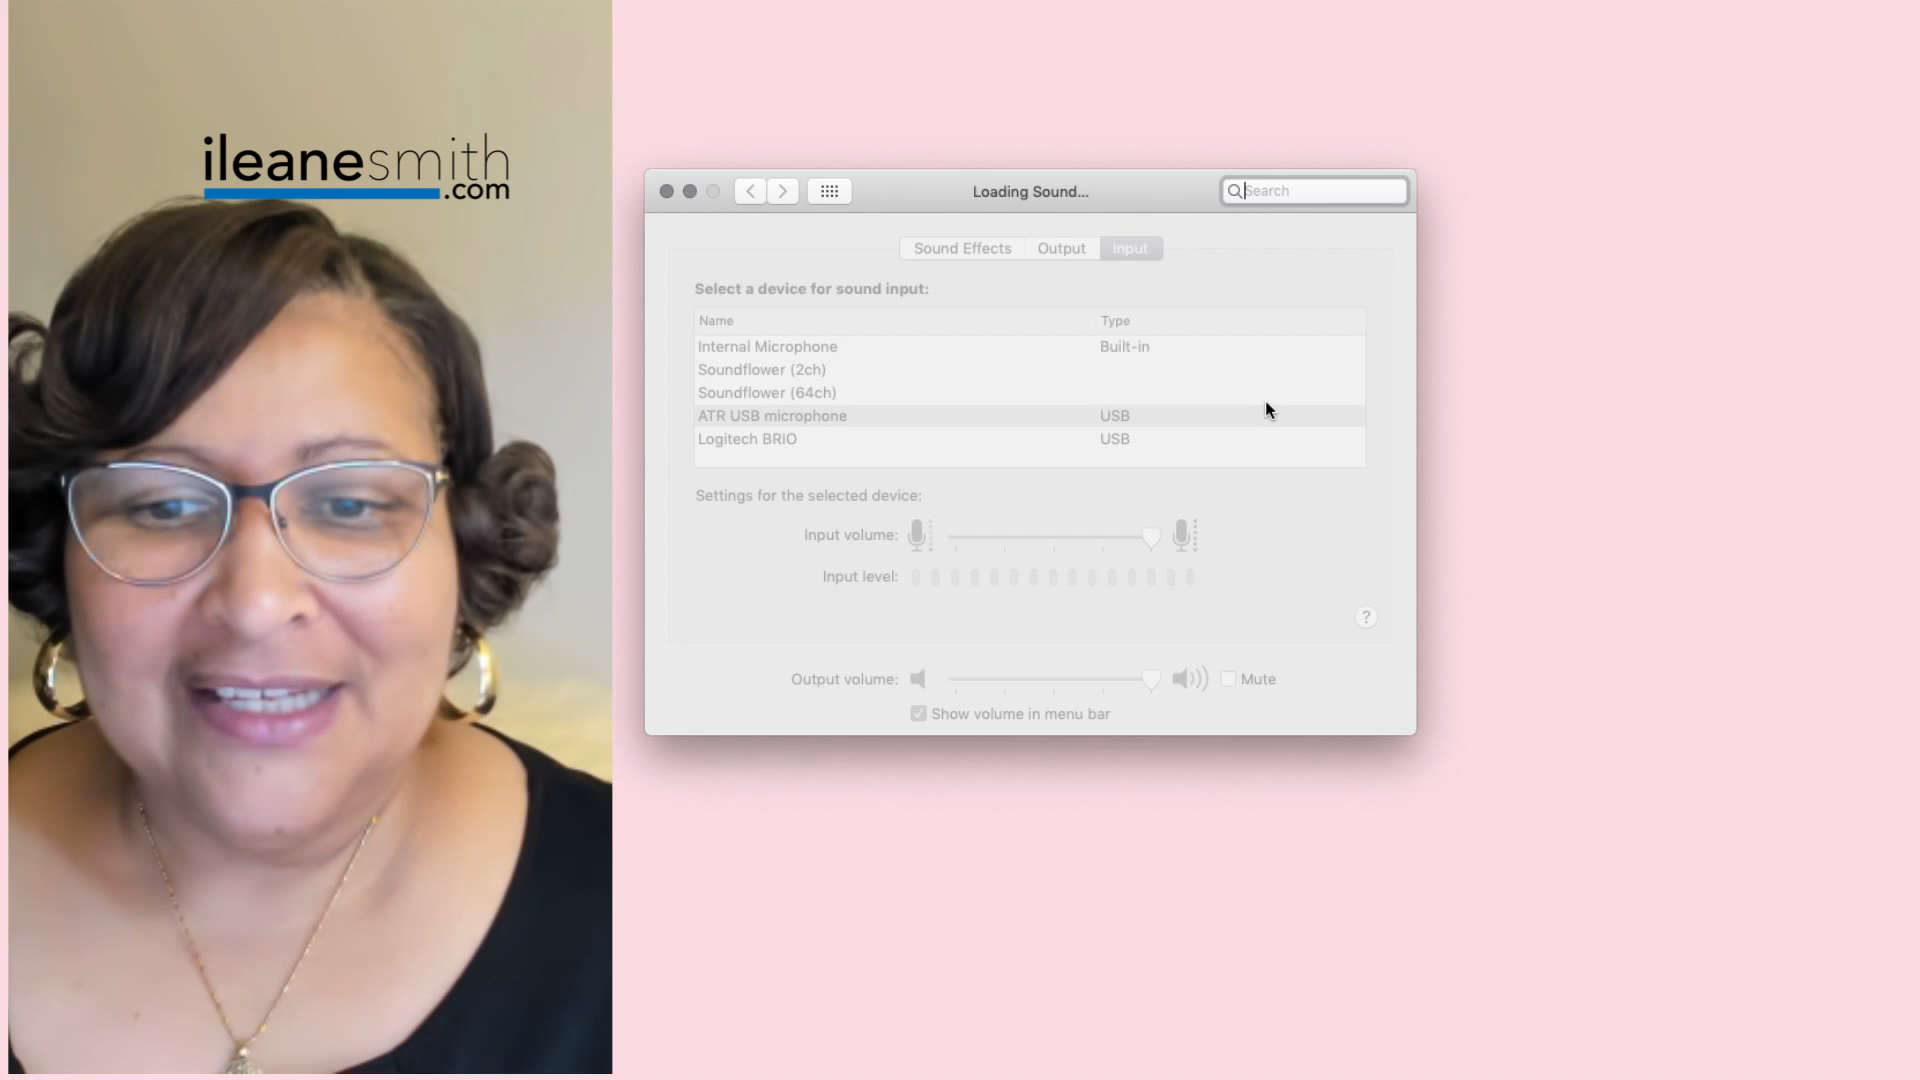 ileanesmith
.com
Loading Sound...
Search
Sound Effects Output Input
Select a device for sound input:
Name Type
Internal Microphone Built-in
Soundflower (2ch)
Soundflower (64ch)
ATR USB microphone USB
Logitech BRIO USB
Settings for the selected device:
Input volume:
Input level:
?
Output volume: Mute
Show volume in menu bar